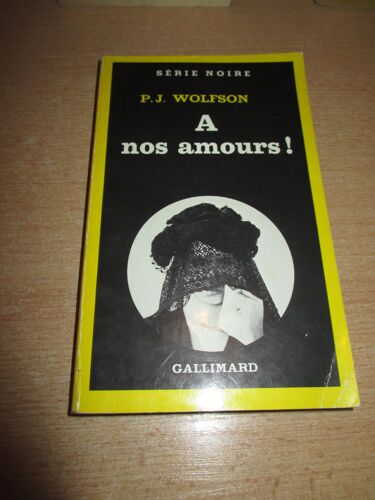 SÉRIE NOIRE
P.J. WOLFSON
A
nos amours!
GALLIMARD